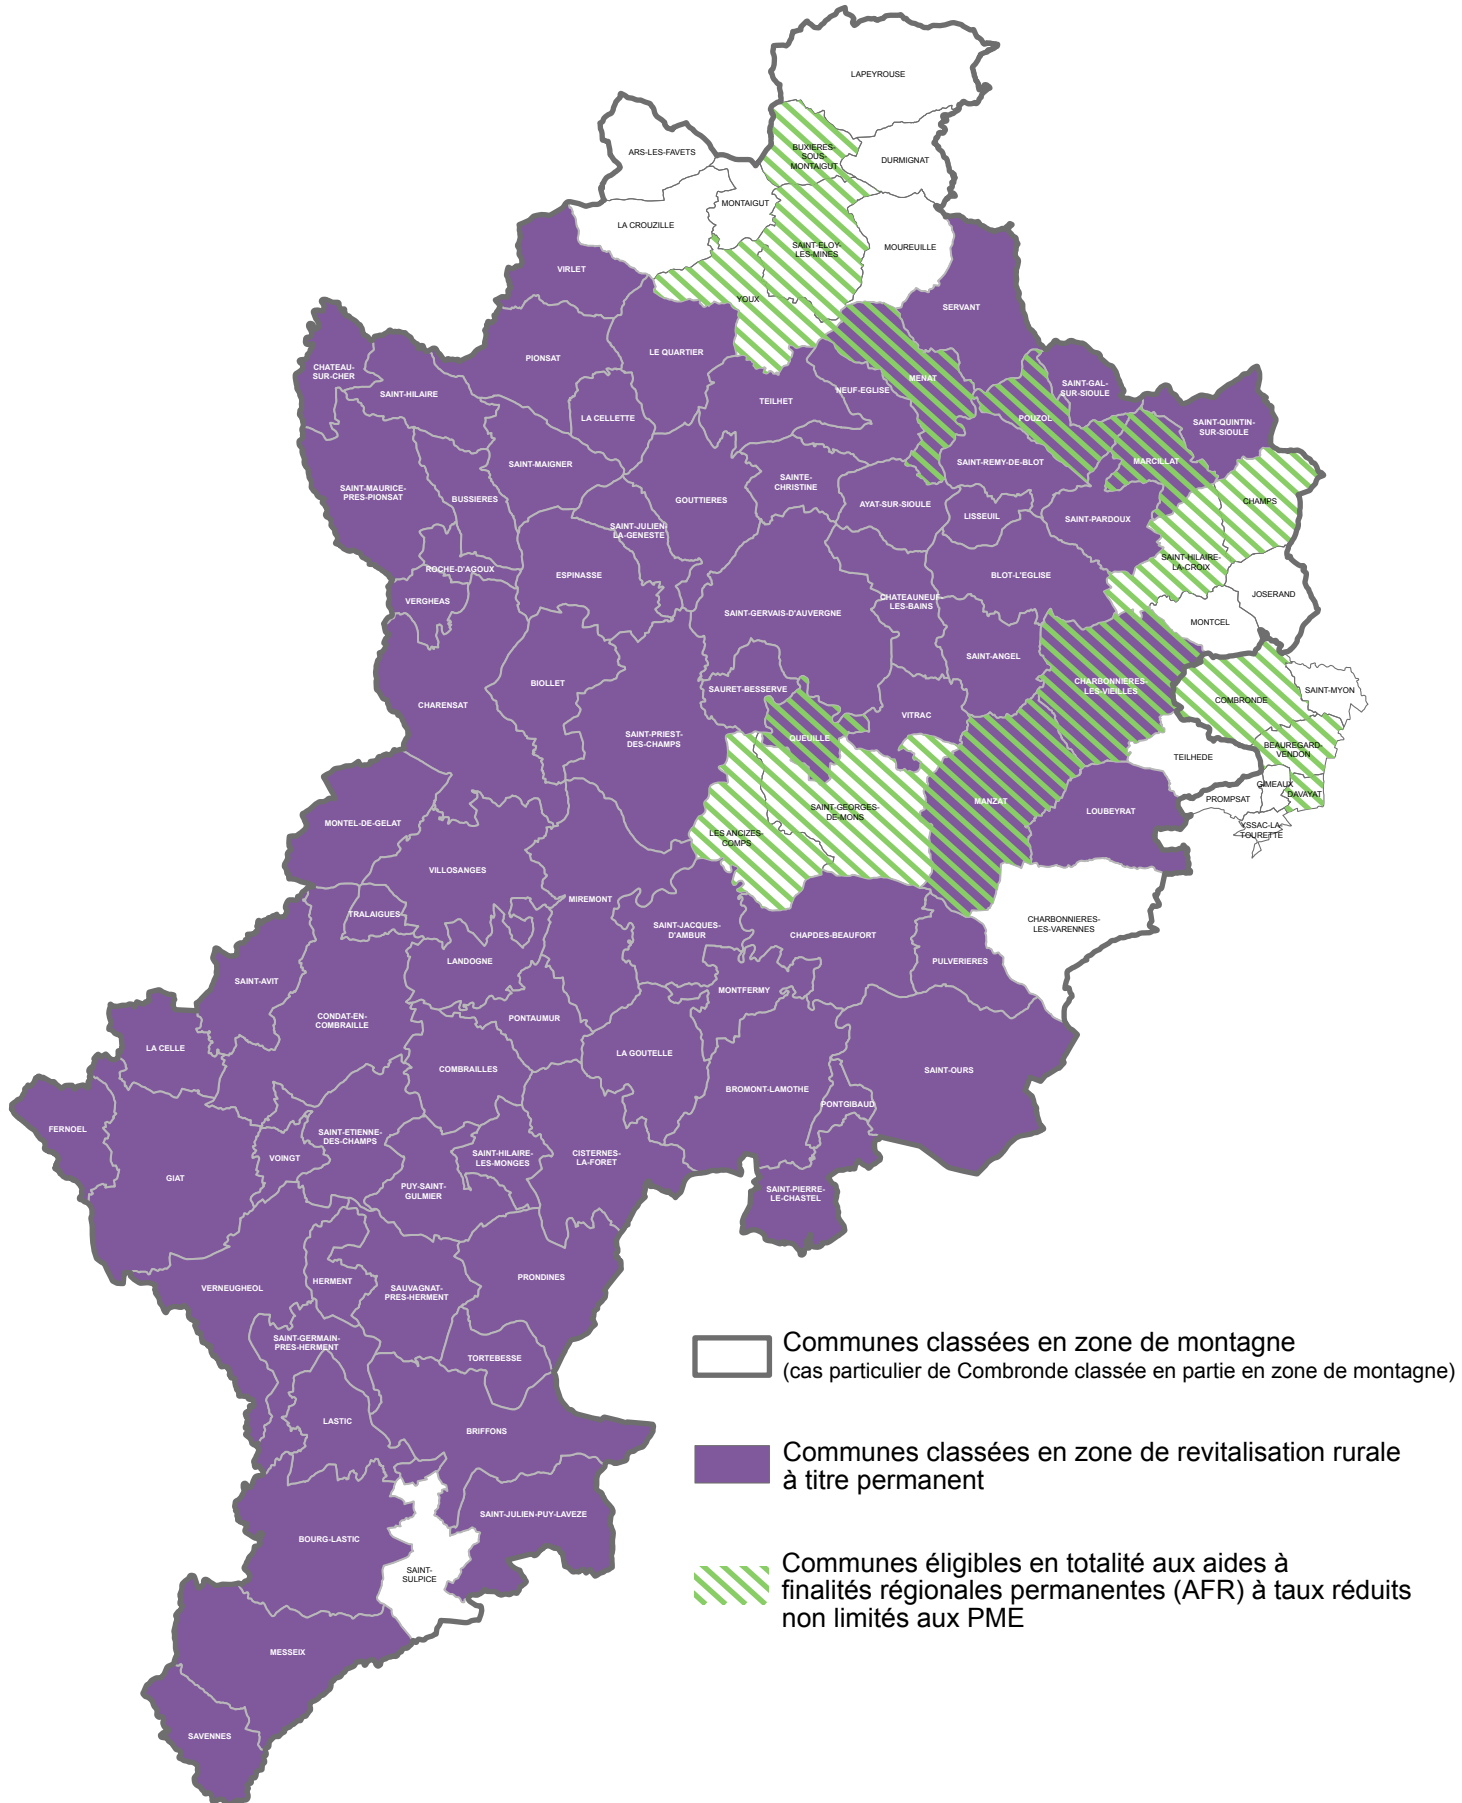 LAPEYROUSE
ARS-LES-FAVETS
BUXIERES-
SOUS-
MONTAIGUT
DURMIGNAT
MONTAIGUT
LA CROUZILLE
SAINT-ELOY-
LES-MINES
MOUREUILLE
VIRLET
YOUX
SERVANT
PIONSAT
LE QUARTIER
CHATEAU-
SUR-CHER
SAINT-HILAIRE
MENAT
NEUF-EGLISE
SAINT-GAL-
SUR-SIOULE
TEILHET
LA CELLETTE
POUZOL
SAINT-QUINTIN-
SUR-SIOULE
SAINT-MAIGNER
SAINT-REMY-DE-BLOT
MARCILLAT
SAINTE-
CHRISTINE
SAINT-MAURICE-
PRES-PIONSAT
BUSSIERES
GOUTTIERES
AYAT-SUR-SIOULE
CHAMPS
LISSEUIL
SAINT-PARDOUX
SAINT-JULIEN-
LA-GENESTE
SAINT-HILAIRE-
LA-CROIX
ROCHE-D'AGOUX
ESPINASSE
BLOT-L'EGLISE
VERGHEAS
CHATEAUNEUF-
LES-BAINS
JOSERAND
SAINT-GERVAIS-D'AUVERGNE
MONTCEL
SAINT-ANGEL
BIOLLET
SAURET-BESSERVE
CHARBONNIERES-
LES-VIEILLES
SAINT-MYON
CHARENSAT
COMBRONDE
VITRAC
SAINT-PRIEST-
DES-CHAMPS
QUEUILLE
BEAUREGARD-
VENDON
TEILHEDE
GIMEAUX
DAVAYAT
PROMPSAT
MANZAT
SAINT-GEORGES-
DE-MONS
LOUBEYRAT
MONTEL-DE-GELAT
YSSAC-LA-
TOURETTE
LES ANCIZES-
COMPS
VILLOSANGES
MIREMONT
TRALAIGUES
SAINT-JACQUES-
D'AMBUR
CHAPDES-BEAUFORT
CHARBONNIERES-
LES-VARENNES
LANDOGNE
PULVERIERES
SAINT-AVIT
MONTFERMY
CONDAT-EN-
COMBRAILLE
PONTAUMUR
LA CELLE
LA GOUTELLE
COMBRAILLES
SAINT-OURS
BROMONT-LAMOTHE
PONTGIBAUD
FERNOEL
SAINT-ETIENNE-
DES-CHAMPS
VOINGT
SAINT-HILAIRE-
LES-MONGES
CISTERNES-
LA-FORET
GIAT
PUY-SAINT-
GULMIER
SAINT-PIERRE-
LE-CHASTEL
VERNEUGHEOL
HERMENT
SAUVAGNAT-
PRES-HERMENT
PRONDINES
SAINT-GERMAIN-
PRES-HERMENT
TORTEBESSE
LASTIC
BRIFFONS
SAINT-JULIEN-PUY-LAVEZE
BOURG-LASTIC
SAINT-
SULPICE
MESSEIX
SAVENNES
Communes classées en zone de montagne
(cas particulier de Combronde classée en partie en zone de montagne)
Communes classées en zone de revitalisation rurale
à titre permanent
Communes éligibles en totalité aux aides à
finalités régionales permanentes (AFR) à taux réduits
non limités aux PME